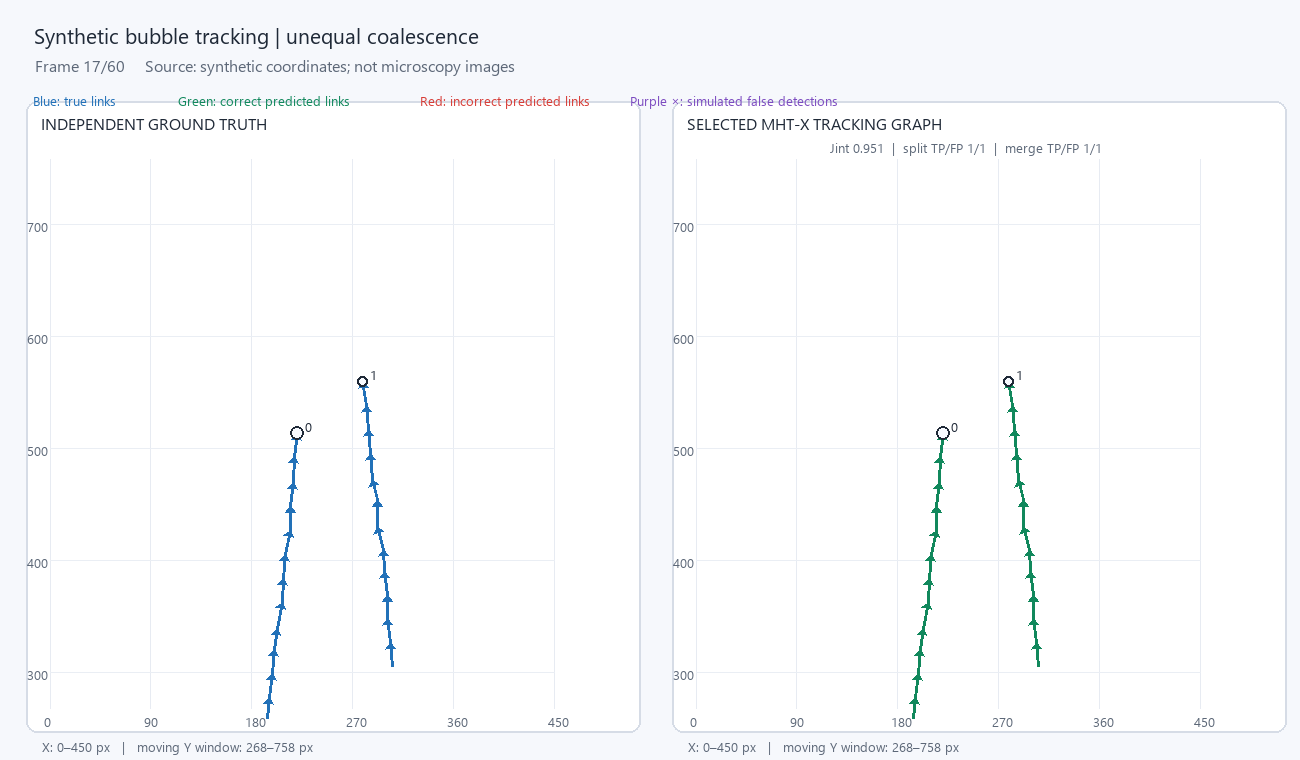 Synthetic bubble tracking | unequal coalescence
Frame 17/60 Source: synthetic coordinates; not microscopy images
Blue: true links Green: correct predicted links Red: incorrect predicted links Purple ×: simulated false detections
INDEPENDENT GROUND TRUTH
700
600
500
400
300
1
0
0 90 180 270 360 450
X: 0–450 px | moving Y window: 268–758 px
SELECTED MHT-X TRACKING GRAPH
Jint 0.951 | split TP/FP 1/1 | merge TP/FP 1/1
700
600
500
400
300
1
0
0 90 180 270 360 450
X: 0–450 px | moving Y window: 268–758 px